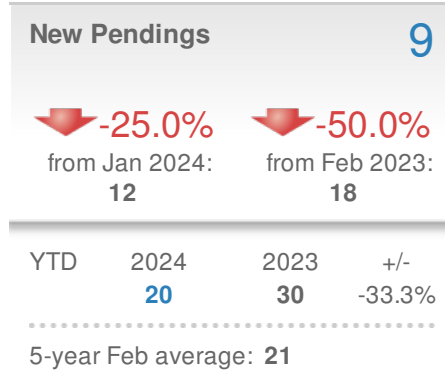 New Pendings 9
-25.0% -50.0%
from Jan 2024: from Feb 2023:
12 18
YTD 2024 2023 +/-
20 30 -33.3%
5-year Feb average: 21